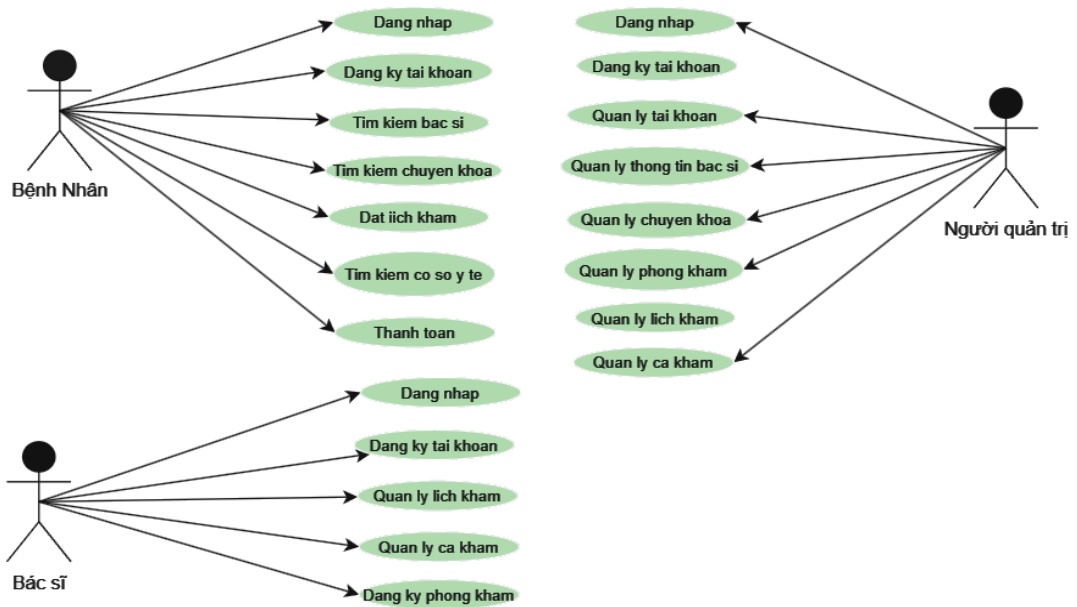 Dang nhap
Dang ky tai khoan
Tim kiem bac si
Tim kiem chuyen khoa
Dat iich kham
Tim kiem co so y te
Thanh toan
Bệnh Nhân
Dang nhap
Dang ky tai khoan
Quan ly tai khoan
Quan ly thong tin bac si
Quan ly chuyen khoa
Quan ly phong kham
Quan ly lich kham
Quan ly ca kham
Người quản trị
Dang nhap
Dang ky tai khoan
Quan ly lich kham
Quan ly ca kham
Dang ky phong kham
Bác sĩ